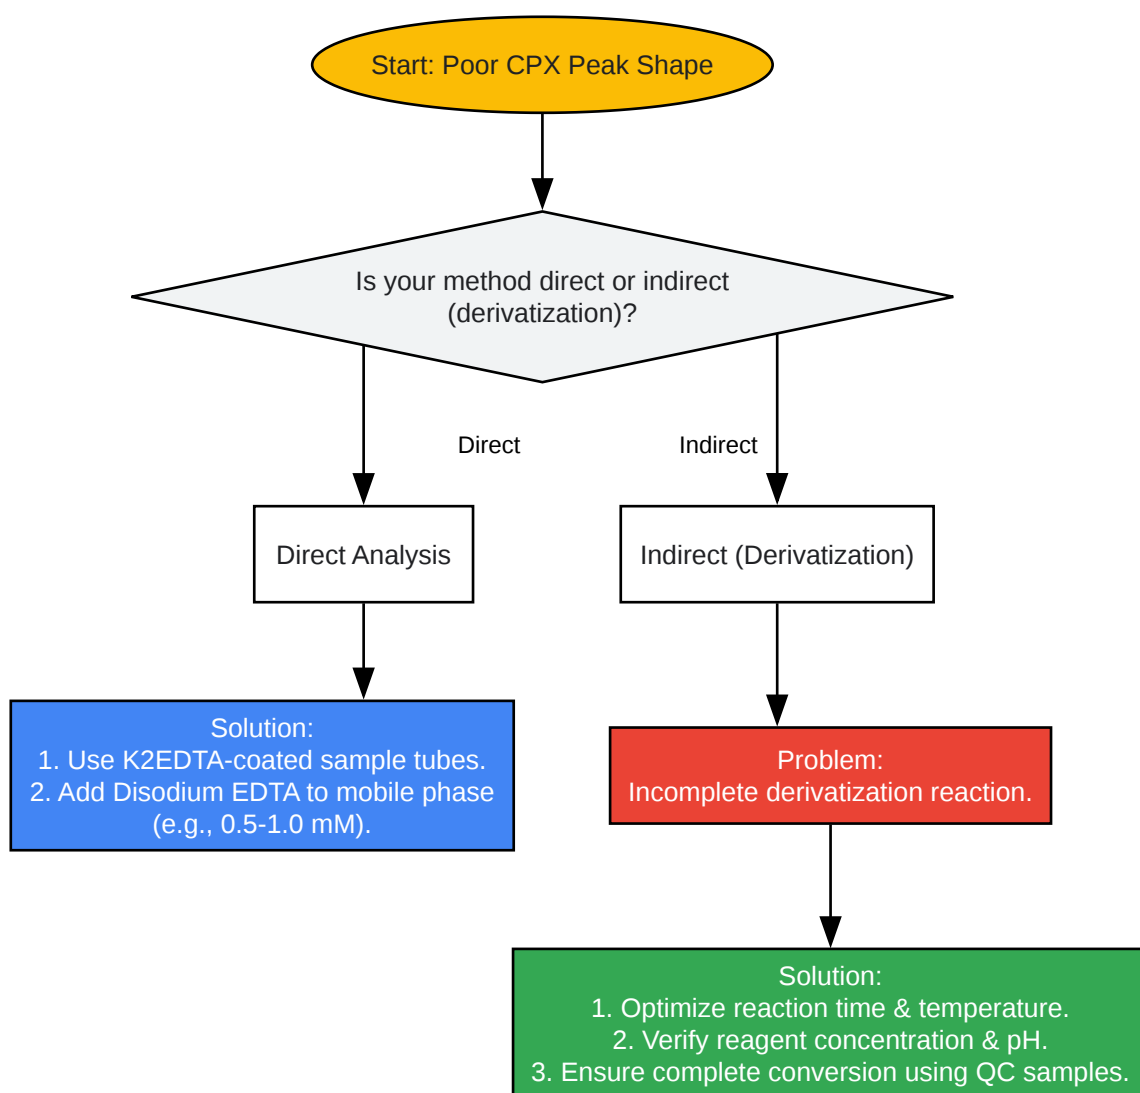 Start: Poor CPX Peak Shape
Is your method direct or indirect
(derivatization)?
Direct
Indirect
Direct Analysis
Indirect (Derivatization)
Solution:
1. Use K2EDTA-coated sample tubes.
2. Add Disodium EDTA to mobile phase
(e.g., 0.5-1.0 mM).
Problem:
Incomplete derivatization reaction.
Solution:
1. Optimize reaction time & temperature.
2. Verify reagent concentration & pH.
3. Ensure complete conversion using QC samples.